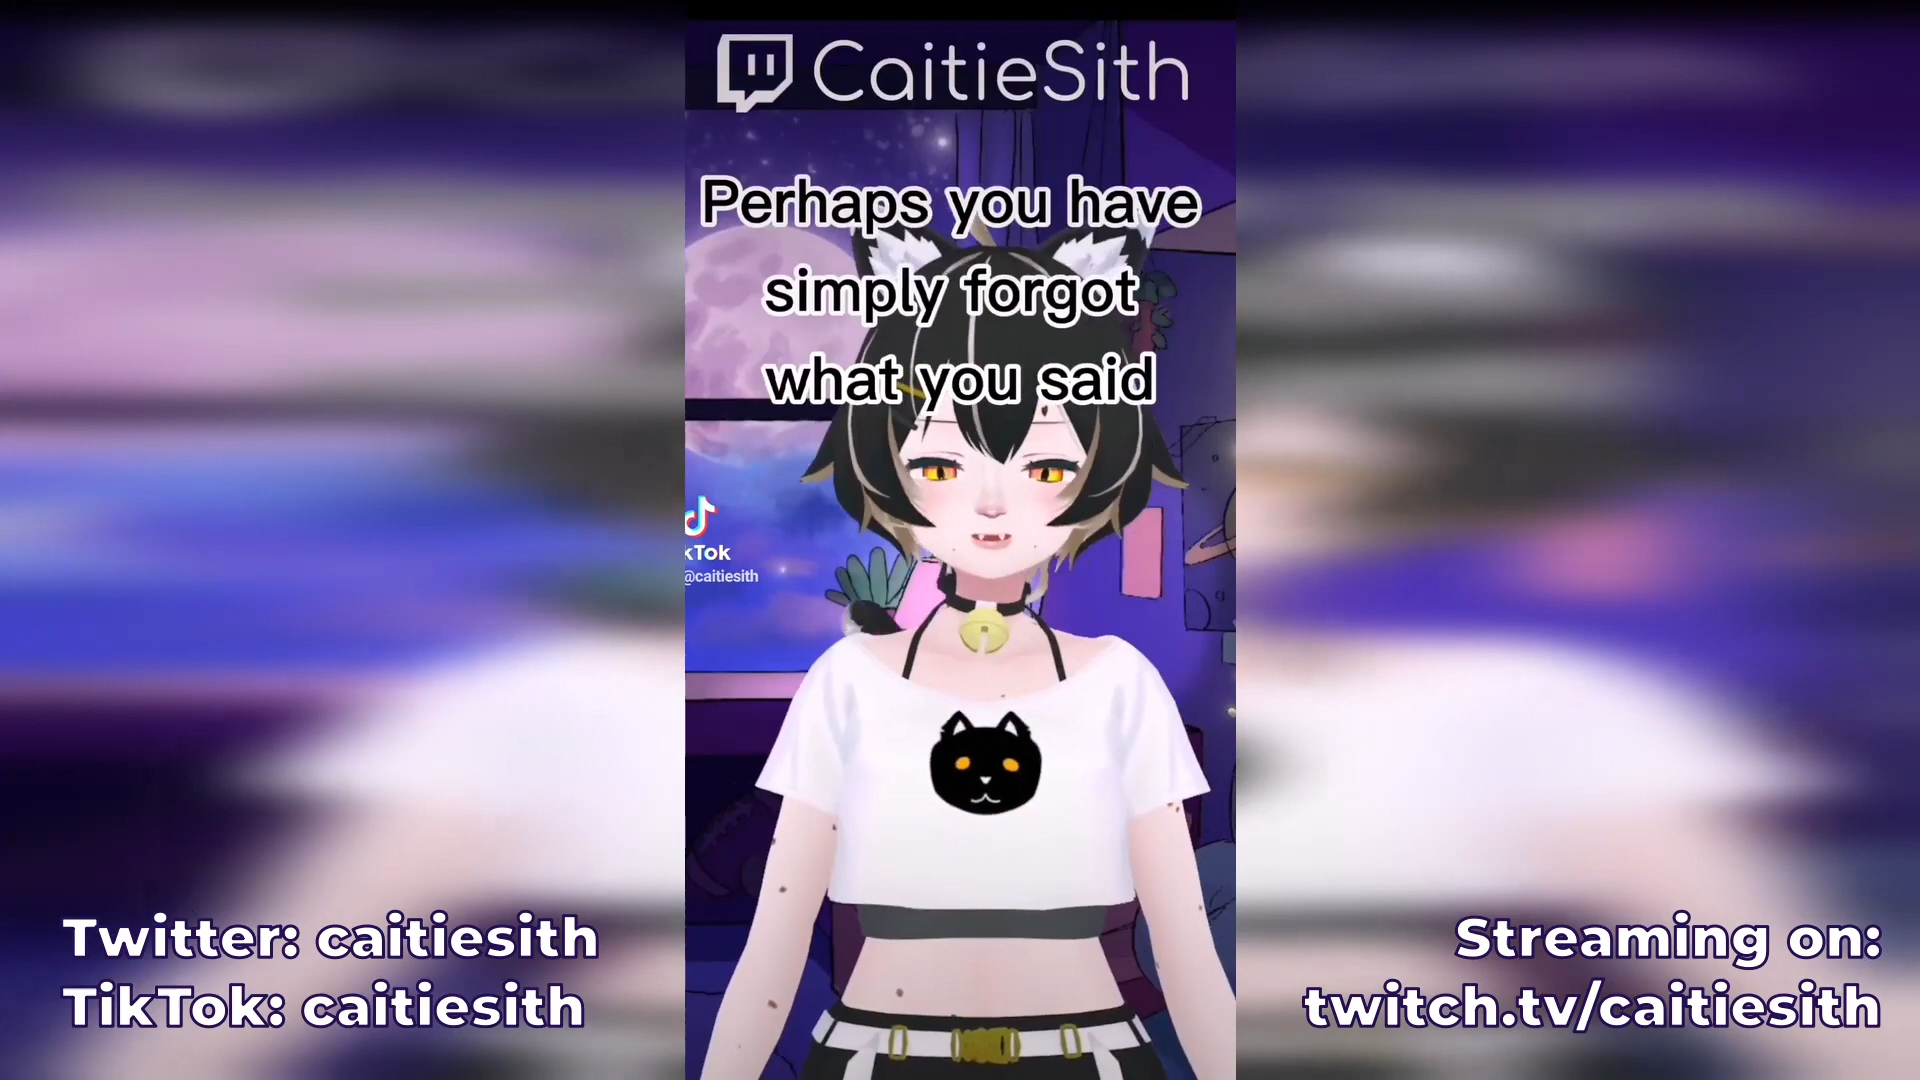 CaitieSith
Perhaps you have
simply forgot
what you said
kTok
@caitiesith
Twitter: caitiesith
TikTok: caitiesith
Streaming on:
twitch.tv/caitiesith